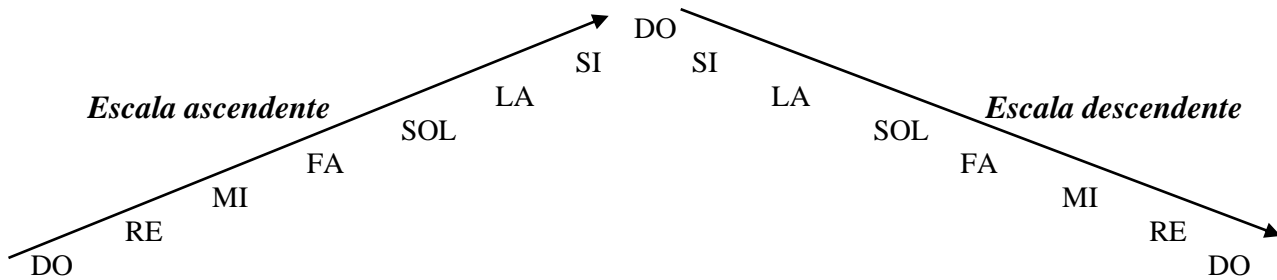 DO
SI
SI
LA
LA
Escala ascendente
Escala descendente
SOL
SOL
FA
FA
MI
MI
RE
RE
DO
DO